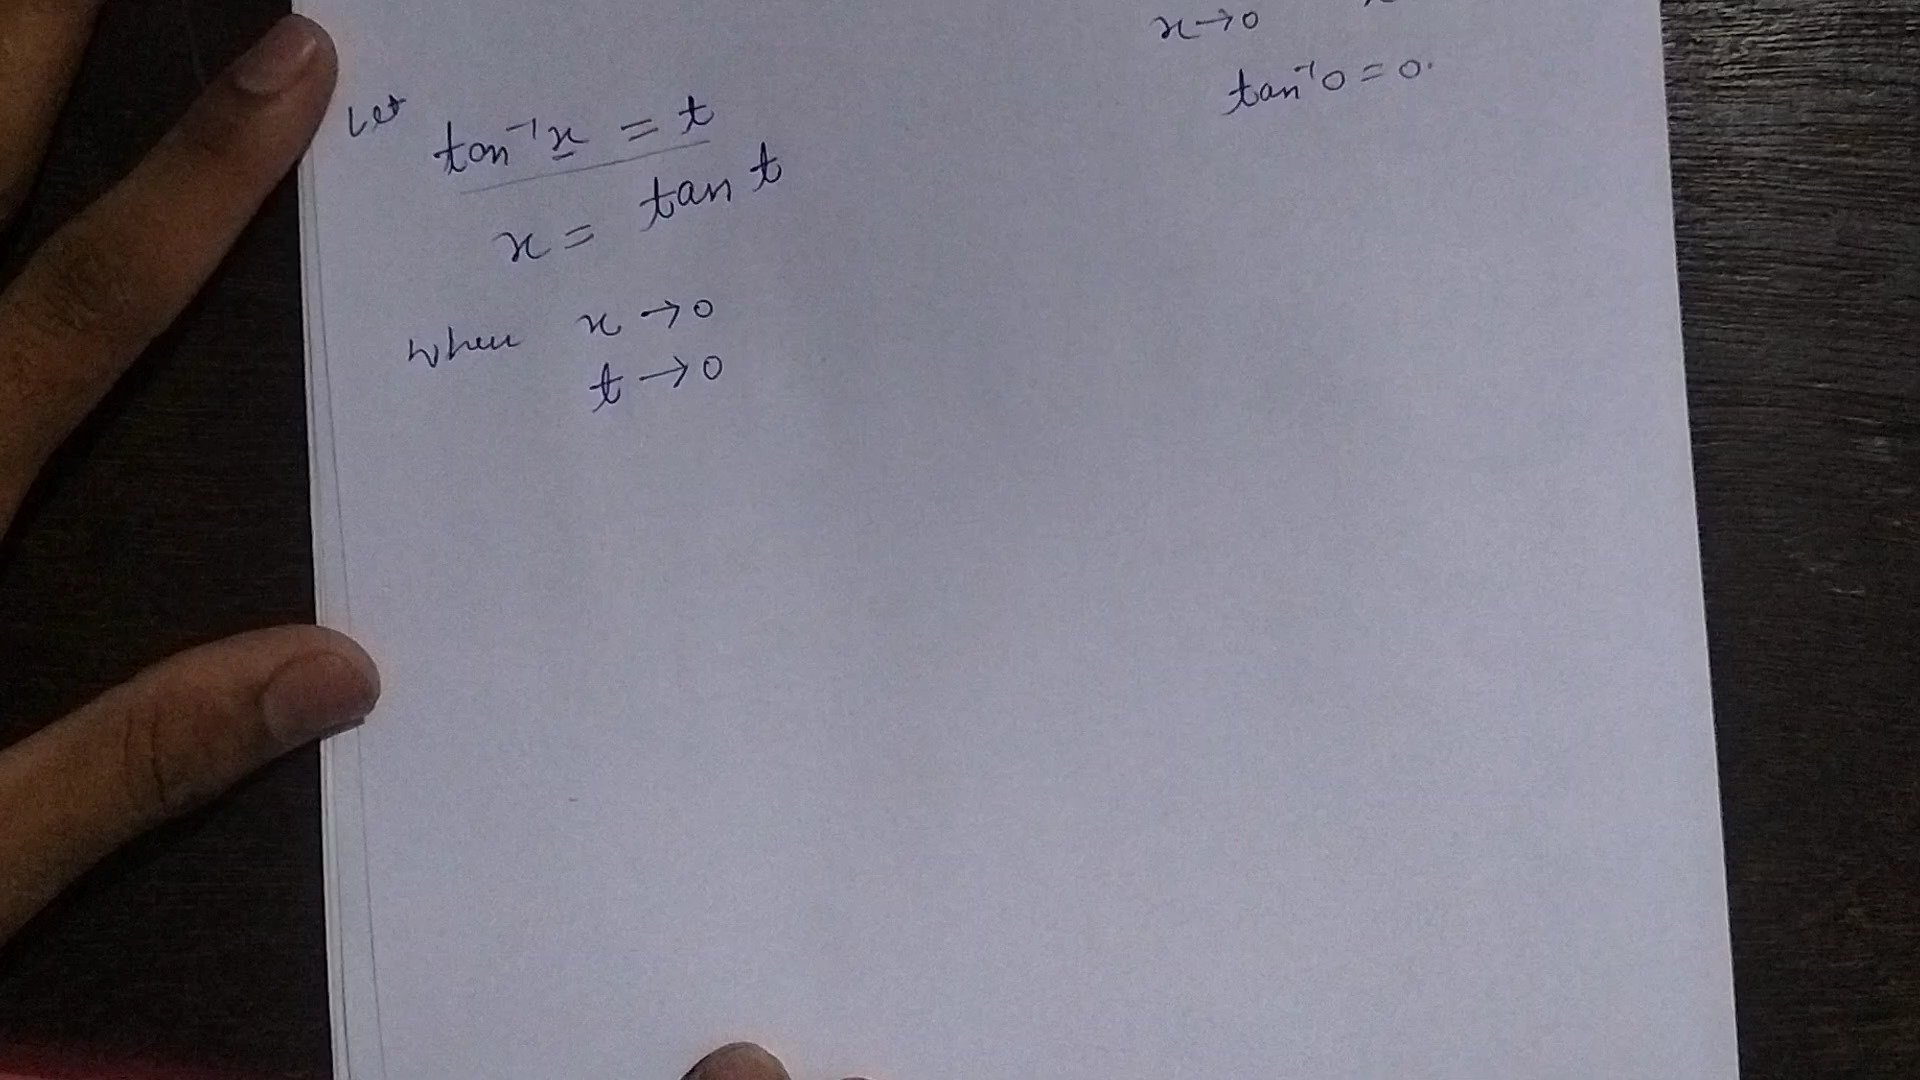 x→0
tan⁻¹0 = 0.
Let tan⁻¹x = t
x = tan t
when x →0
t →0